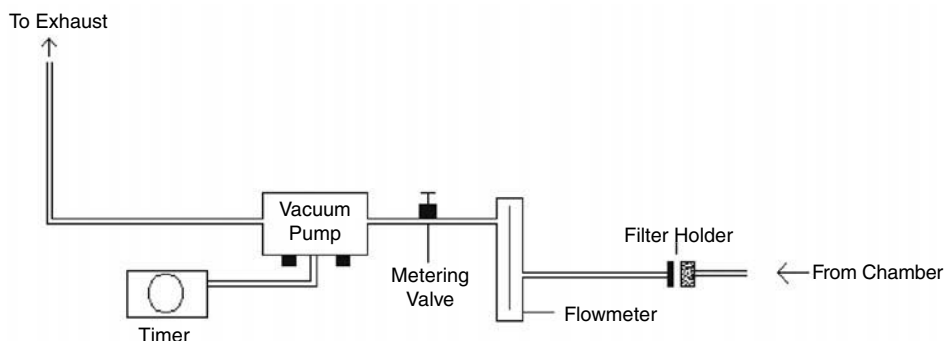 To Exhaust
Vacuum
Pump
Filter Holder
Metering
Valve
From Chamber
Flowmeter
Timer